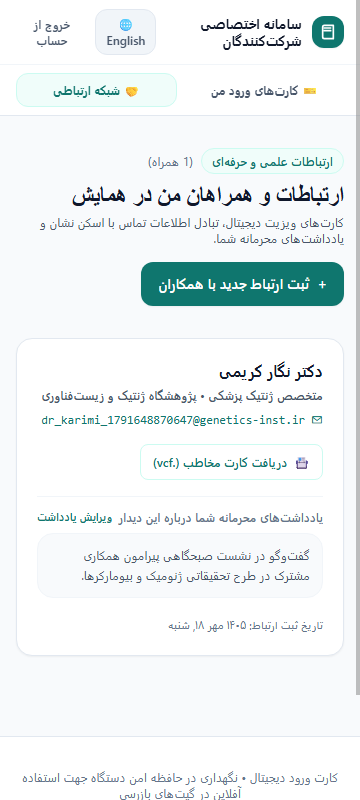 سامانه اختصاصی
شرکت‌کنندگان
English
خروج از
حساب
کارت‌های ورود من
شبکه ارتباطی
ارتباطات علمی و حرفه‌ای
(1 همراه)
ارتباطات و همراهان من در همایش
کارت‌های ویزیت دیجیتال، تبادل اطلاعات تماس با اسکن نشان و
یادداشت‌های محرمانه شما.
+ ثبت ارتباط جدید با همکاران
دکتر نگار کریمی
متخصص ژنتیک پزشکی • پژوهشگاه ژنتیک و زیست‌فناوری
dr_karimi_1791648870647@genetics-inst.ir
دریافت کارت مخاطب (.vcf)
یادداشت‌های محرمانه شما درباره این دیدار
ویرایش یادداشت
گفت‌وگو در نشست صبحگاهی پیرامون همکاری
مشترک در طرح تحقیقاتی ژنومیک و بیومارکرها.
تاریخ ثبت ارتباط: ۱۴۰۵ مهر ۱۸, شنبه
کارت ورود دیجیتال • نگهداری در حافظه امن دستگاه جهت استفاده
آفلاین در گیت‌های بازرسی